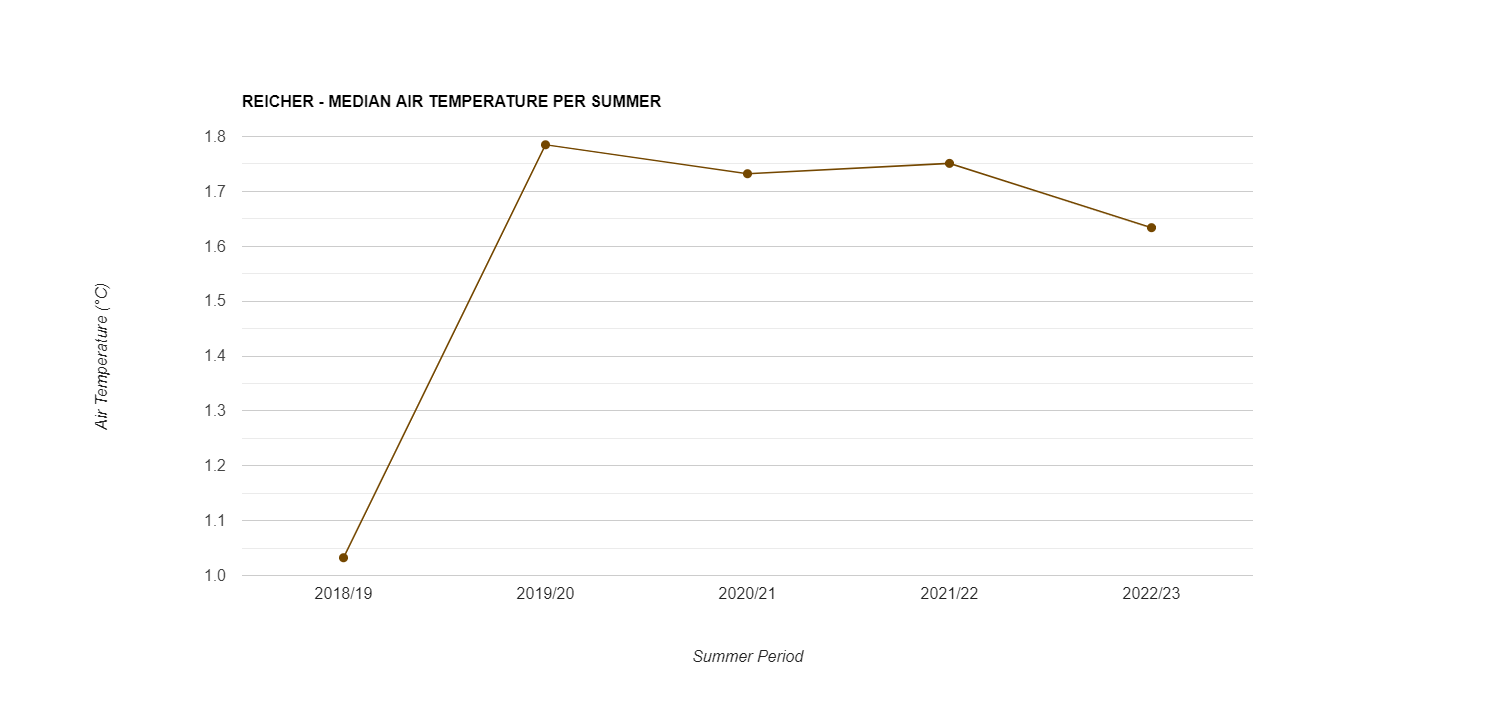 REICHER - MEDIAN AIR TEMPERATURE PER SUMMER
1.8
1.7
1.6
1.5
1.4
1.3
1.2
1.1
1.0
Air Temperature (°C)
2018/19 2019/20 2020/21 2021/22 2022/23
Summer Period